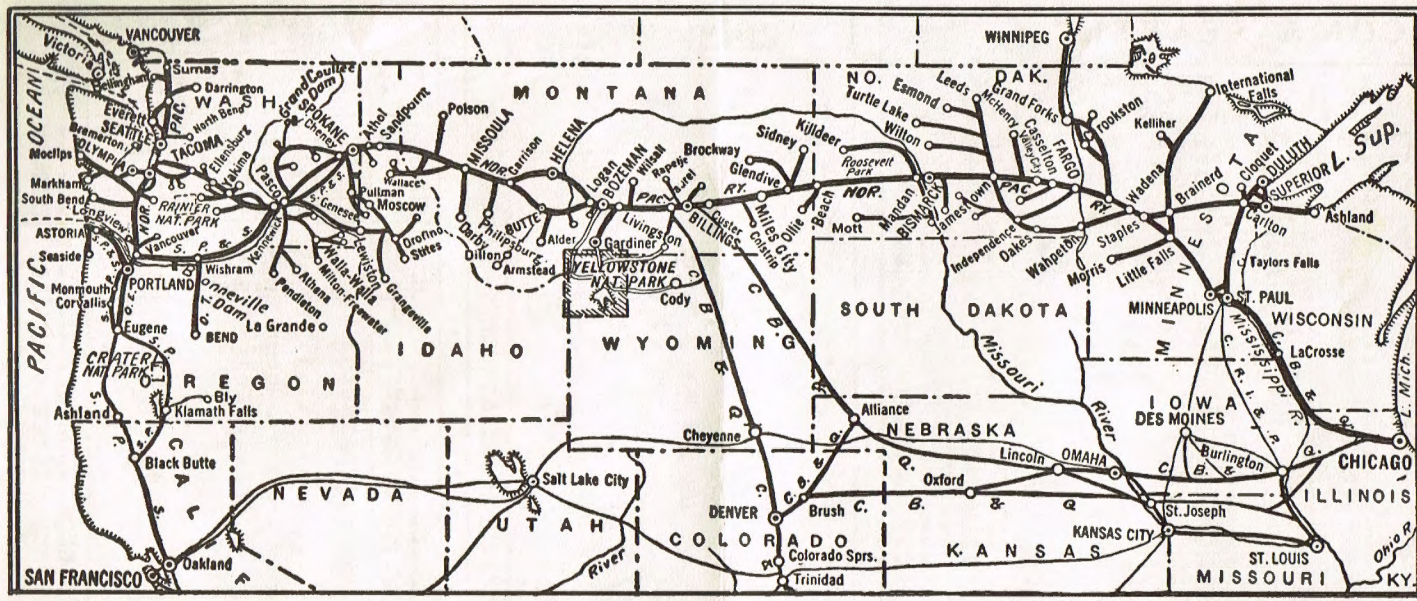 VANCOUVER
Victoria
Bellingham
Sumas
Darrington
WASH.
Everett
SEATTLE
PAC.
North Bend
Bremerton
OLYMPIA
TACOMA
Moclips
Markham
South Bend
Longview
ASTORIA
Seaside
PACIFIC OCEAN
NOR.
Ellensburg
Yakima
RAINIER NAT. PARK
Pasco
Kennewick
Grand Coulee Dam
Cheney
SPOKANE
Athol
Sandpoint
Wallace
Pullman
Moscow
Genesee
Lewiston
Orofino
Stites
Grangeville
Walla-Walla
Milton-Freewater
Athena
Pendleton
La Grande
Vancouver
P. & S.
Wishram
PORTLAND
Bonneville Dam
O. T.
BEND
Monmouth
Corvallis
Eugene
CRATER NAT. PARK
OREGON
Bly
Klamath Falls
Ashland
Black Butte
S. P.
CALIF.
Oakland
SAN FRANCISCO
NEVADA
IDAHO
MONTANA
Polson
MISSOULA
NOR.
Garrison
HELENA
Logan
BOZEMAN
Wilsall
PAC.
Rapelje
Laurel
Darby
Philipsburg
BUTTE
Dillon
Alder
Armstead
Livingston
Gardiner
YELLOWSTONE NAT. PARK
Cody
BILLINGS
RY.
Custer
Colstrip
Miles City
Brockway
Glendive
Sidney
Ollie
Beach
WYOMING
C. B. & Q.
C. B. & Q.
Cheyenne
Salt Lake City
UTAH
River
DENVER
COLORADO
Colorado Sprs.
Trinidad
Brush
C. B. & Q.
Alliance
NEBRASKA
Lincoln
OMAHA
Oxford
KANSAS
St. Joseph
KANSAS CITY
NO. DAK.
Killdeer
Roosevelt Park
NOR.
Mott
Mandan
BISMARCK
Wilton
Turtle Lake
Esmond
Leeds
McHenry
Jamestown
PAC.
Valley City
Casselton
FARGO
Grand Forks
Crookston
WINNIPEG
Independence
Oakes
Wahpeton
RY.
SOUTH DAKOTA
Missouri River
Wadena
Staples
Morris
Little Falls
Brainerd
Kelliher
International Falls
MINNESOTA
Cloquet
DULUTH
SUPERIOR
L. Sup.
Carlton
Ashland
Taylors Falls
MINNEAPOLIS
ST. PAUL
WISCONSIN
Mississippi R.
LaCrosse
C. B. & Q.
C. R. I. & P.
L. Mich.
IOWA
DES MOINES
Burlington
C. B. & Q.
CHICAGO
ILLINOIS
ST. LOUIS
MISSOURI
Ohio R.
KY.